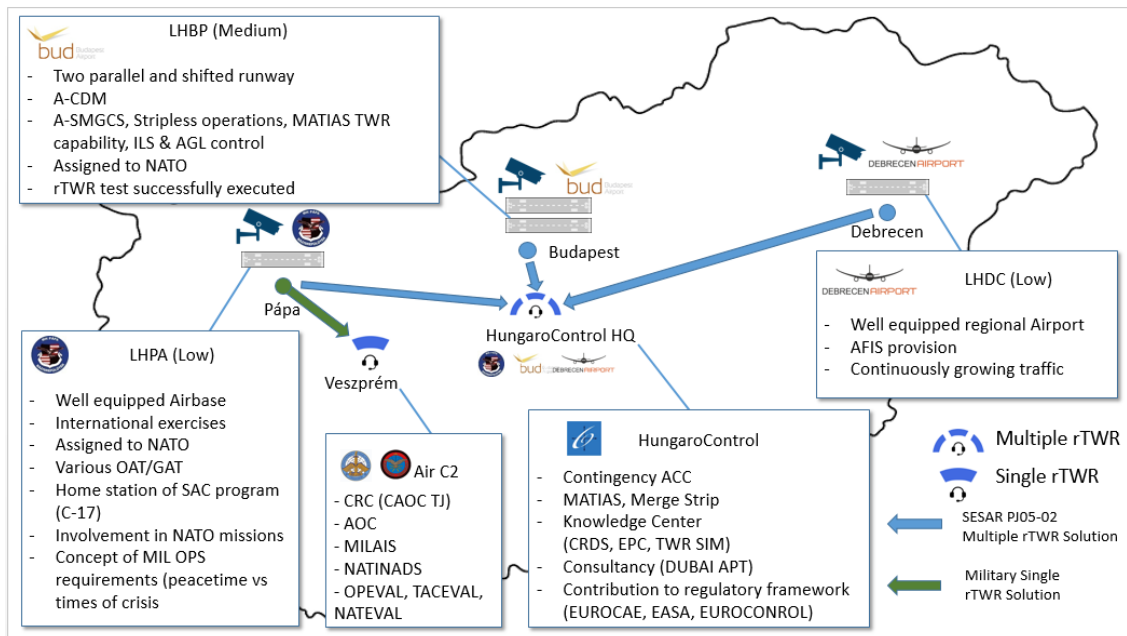 bud Budapest Airport
LHBP (Medium)
- Two parallel and shifted runway
- A-CDM
- A-SMGCS, Stripless operations, MATIAS TWR
capability, ILS & AGL control
- Assigned to NATO
- rTWR test successfully executed
bud Budapest Airport
DEBRECEN AIRPORT
Budapest
Debrecen
Pápa
HungaroControl HQ
bud
DEBRECEN AIRPORT
Veszprém
LHPA (Low)
- Well equipped Airbase
- International exercises
- Assigned to NATO
- Various OAT/GAT
- Home station of SAC program
(C-17)
- Involvement in NATO missions
- Concept of MIL OPS
requirements (peacetime vs
times of crisis
Air C2
- CRC (CAOC TJ)
- AOC
- MILAIS
- NATINADS
- OPEVAL, TACEVAL,
NATEVAL
HungaroControl
- Contingency ACC
- MATIAS, Merge Strip
- Knowledge Center
(CRDS, EPC, TWR SIM)
- Consultancy (DUBAI APT)
- Contribution to regulatory framework
(EUROCAE, EASA, EUROCONROL)
DEBRECEN AIRPORT
LHDC (Low)
- Well equipped regional Airport
- AFIS provision
- Continuously growing traffic
Multiple rTWR
Single rTWR
SESAR PJ05-02
Multiple rTWR Solution
Military Single
rTWR Solution